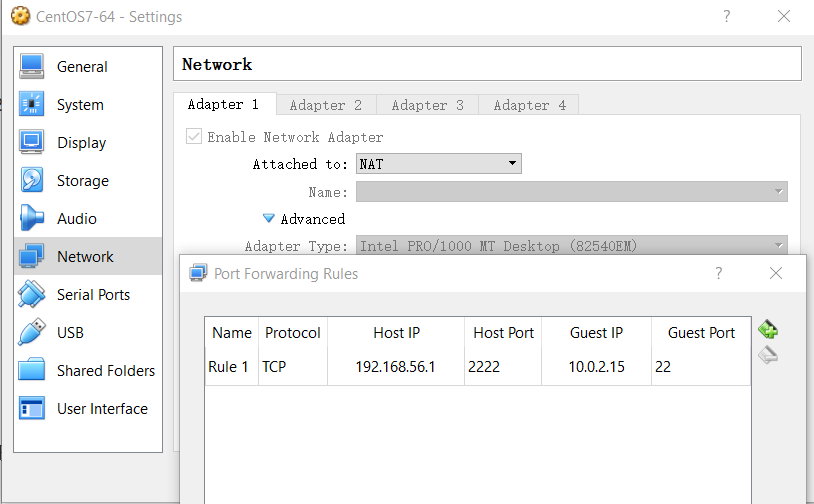 CentOS7-64 - Settings
?
General
System
Display
Storage
Audio
Network
Serial Ports
USB
Shared Folders
User Interface
Network
Adapter 1 Adapter 2 Adapter 3 Adapter 4
Enable Network Adapter
Attached to: NAT
Name:
Advanced
Adapter Type: Intel PRO/1000 MT Desktop (82540EM)
Port Forwarding Rules
?
Name Protocol Host IP Host Port Guest IP Guest Port
Rule 1 TCP 192.168.56.1 2222 10.0.2.15 22